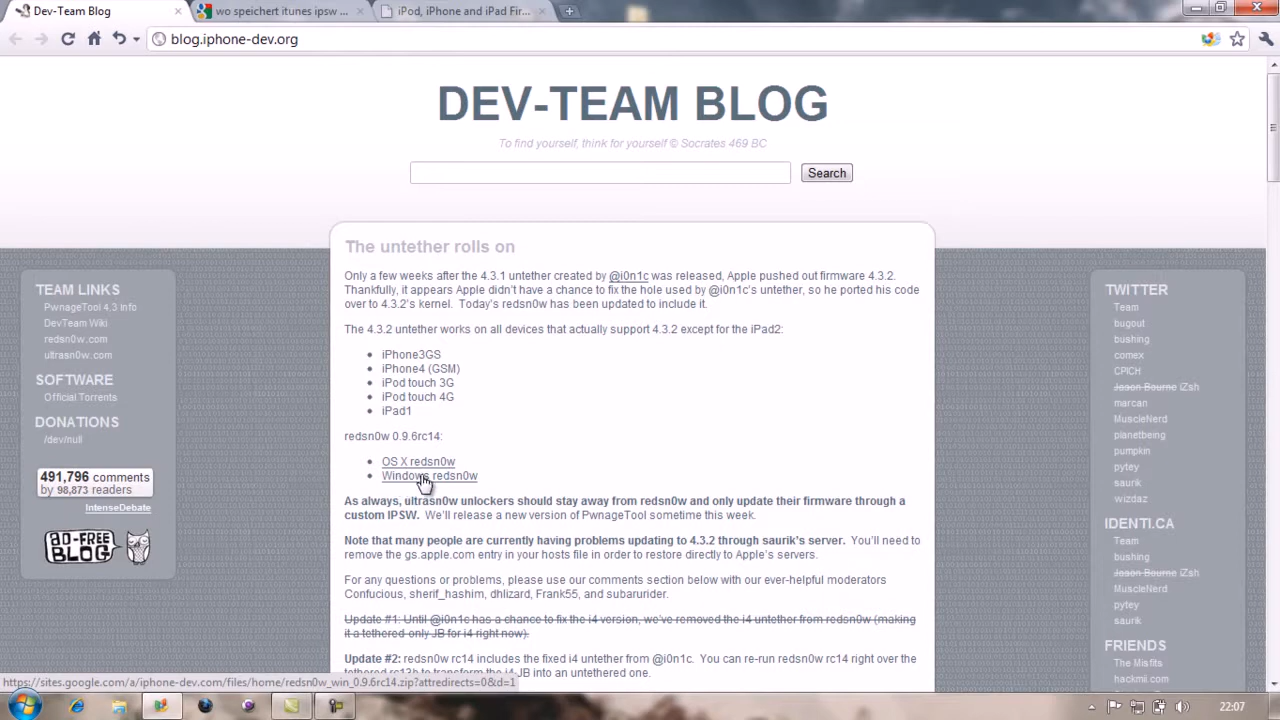 Dev-Team Blog
wo speichert itunes ipsw ...
iPod, iPhone and iPad Fir...
blog.iphone-dev.org
DEV-TEAM BLOG
To find yourself, think for yourself © Socrates 469 BC
Search
The untether rolls on
Only a few weeks after the 4.3.1 untether created by @i0n1c was released, Apple pushed out firmware 4.3.2.
Thankfully, it appears Apple didn't have a chance to fix the hole used by @i0n1c's untether, so he ported his code
over to 4.3.2's kernel. Today's redsn0w has been updated to include it.
The 4.3.2 untether works on all devices that actually support 4.3.2 except for the iPad2:
iPhone3GS
iPhone4 (GSM)
iPod touch 3G
iPod touch 4G
iPad1
redsn0w 0.9.6rc14:
OS X redsn0w
Windows redsn0w
As always, ultrasn0w unlockers should stay away from redsn0w and only update their firmware through a
custom IPSW. We'll release a new version of PwnageTool sometime this week.
Note that many people are currently having problems updating to 4.3.2 through saurik's server. You'll need to
remove the gs.apple.com entry in your hosts file in order to restore directly to Apple's servers.
For any questions or problems, please use our comments section below with our ever-helpful moderators
Confucious, sherif_hashim, dhlizard, Frank55, and subarurider.
Update #1: Until @i0n1c has a chance to fix the i4 version, we've removed the i4 untether from redsn0w (making
it a tethered-only JB for i4 right now).
Update #2: redsn0w rc14 includes the fixed i4 untether from @i0n1c. You can re-run redsn0w rc14 right over the
tethered rc13b to transform the i4 JB into an untethered one.
TEAM LINKS
PwnageTool 4.3 Info
DevTeam Wiki
redsn0w.com
ultrasn0w.com
SOFTWARE
Official Torrents
DONATIONS
/dev/null
491,796 comments
by 98,873 readers
IntenseDebate
AD-FREE
BLOG
TWITTER
Team
bugout
bushing
comex
CPICH
Jason Bourne iZsh
marcan
MuscleNerd
planetbeing
pumpkin
pytey
saurik
wizdaz
IDENTI.CA
Team
bushing
Jason Bourne iZsh
MuscleNerd
pytey
saurik
FRIENDS
The Misfits
hackmii.com
https://sites.google.com/a/iphone-dev.com/files/home/redsn0w_win_0.9.6rc14.zip?attredirects=0&d=1
22:07